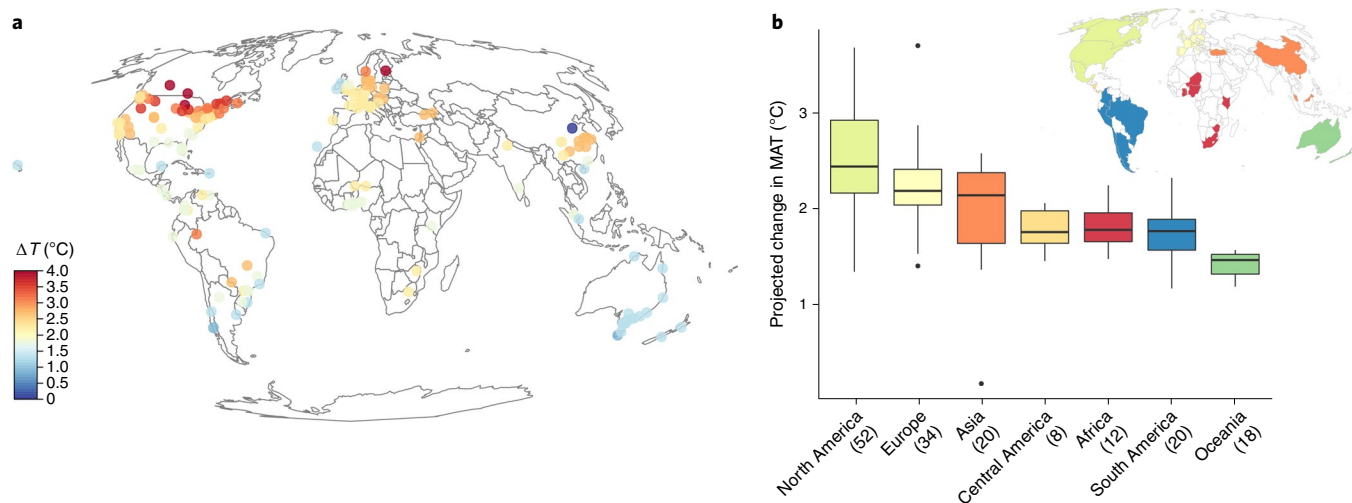 a
ΔT (°C)
4.0
3.5
3.0
2.5
2.0
1.5
1.0
0.5
0
b
Projected change in MAT (°C)
3
2
1
North America
(52)
Europe
(34)
Asia
(20)
Central America
(8)
Africa
(12)
South America
(20)
Oceania
(18)